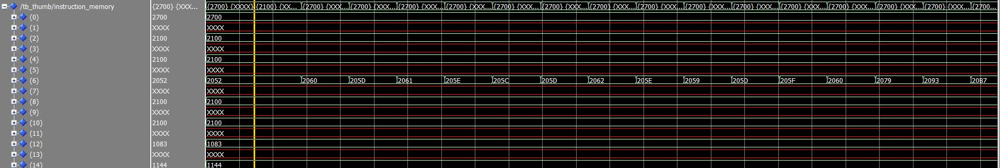 /tb_thumb/instruction_memory {2700} {XXX... {2700} {XXXX} {2100} {XX... {2700} {XXX... {2700} {XXX... {2700} {XXX... {2700} {XXX... {2700} {XXX... {2700} {XXX... {2700} {XXX... {2700} {XXX... {2700} {XXX... {2700} {XXX... {2700} {XXX... {2700} {XXX... {2700} {XXX... {2700...
(0) 2700 2700
(1) XXXX XXXX
(2) 2100 2100
(3) XXXX XXXX
(4) 2100 2100
(5) XXXX XXXX
(6) 2052 2052 2060 205D 2061 205E 205C 205D 2062 205E 2059 205D 205F 2060 2079 2093 20B7
(7) XXXX XXXX
(8) 2100 2100
(9) XXXX XXXX
(10) 2100 2100
(11) XXXX XXXX
(12) 1083 1083
(13) XXXX XXXX
(14) 1144 1144